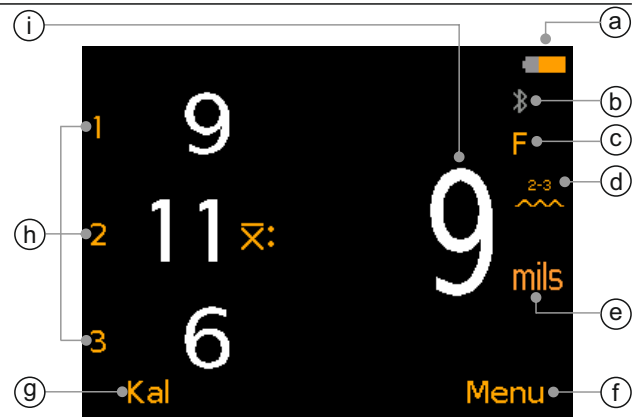 i
a
b
1 9
F c
2-3 d
h 2 11 x̅: 9
mils e
3 6
g Kal Menu f